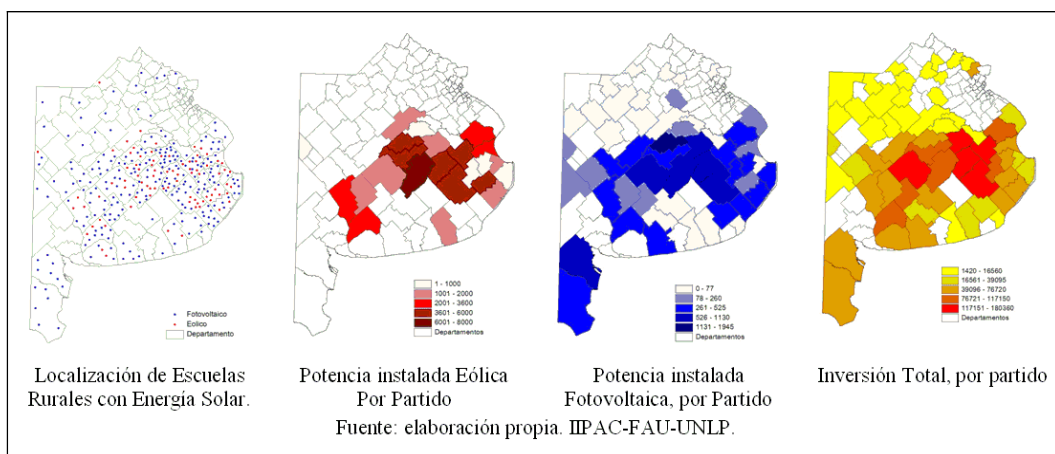 Fotovoltaico
Eolico
Departamento
Localización de Escuelas
Rurales con Energía Solar.
1 - 1000
1001 - 2000
2001 - 3600
3601 - 6000
6001 - 8000
Departamentos
Potencia instalada Eólica
Por Partido
0 - 77
78 - 260
261 - 525
526 - 1130
1131 - 1945
Departamentos
Potencia instalada
Fotovoltaica, por Partido
1420 - 16560
16561 - 39095
39096 - 76720
76721 - 117150
117151 - 180360
Departamentos
Inversión Total, por partido
Fuente: elaboración propia. IIPAC-FAU-UNLP.